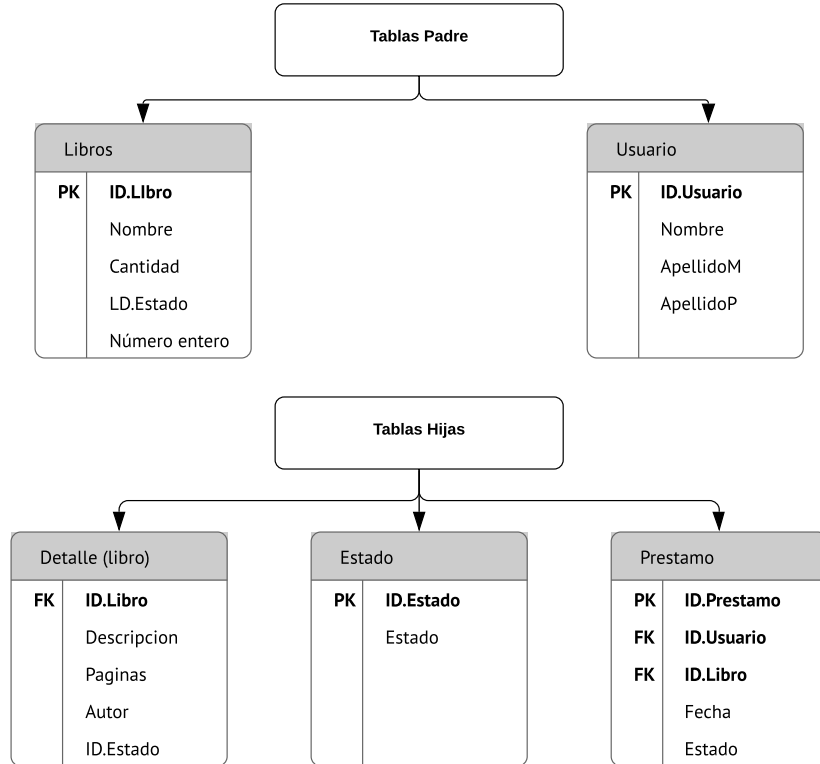 Tablas Padre
Libros
PK ID.LIbro
Nombre
Cantidad
LD.Estado
Número entero
Usuario
PK ID.Usuario
Nombre
ApellidoM
ApellidoP
Tablas Hijas
Detalle (libro)
FK ID.Libro
Descripcion
Paginas
Autor
ID.Estado
Estado
PK ID.Estado
Estado
Prestamo
PK ID.Prestamo
FK ID.Usuario
FK ID.Libro
Fecha
Estado